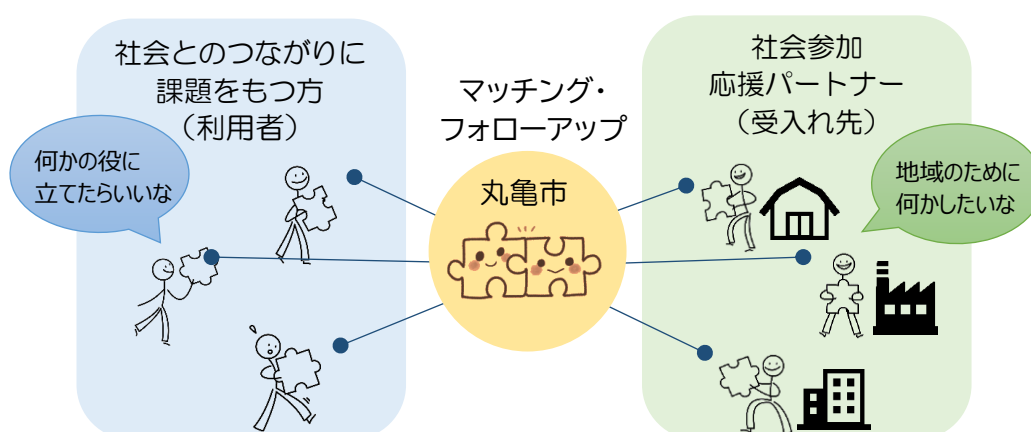 社会とのつながりに
課題をもつ方
（利用者）
何かの役に
立てたらいいな
マッチング・
フォローアップ
丸亀市
社会参加
応援パートナー
（受入れ先）
地域のために
何かしたいな